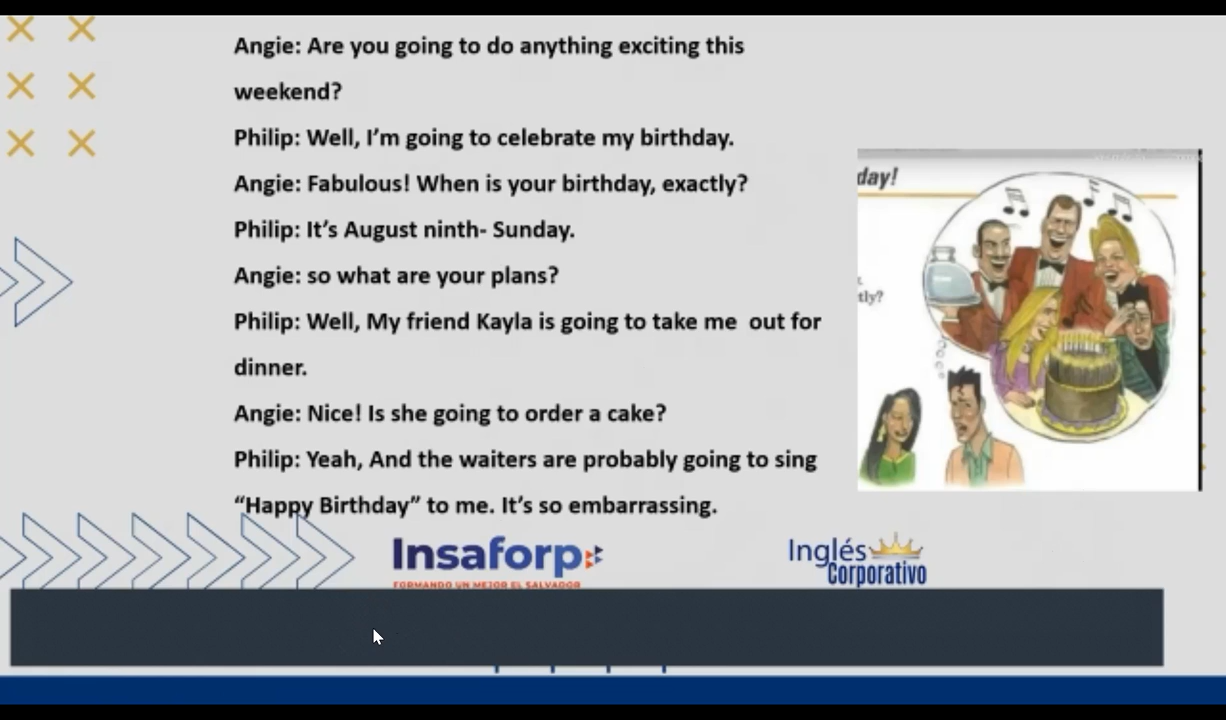 Angie: Are you going to do anything exciting this
weekend?
Philip: Well, I’m going to celebrate my birthday.
Angie: Fabulous! When is your birthday, exactly?
Philip: It’s August ninth- Sunday.
Angie: so what are your plans?
Philip: Well, My friend Kayla is going to take me  out for
dinner.
Angie: Nice! Is she going to order a cake?
Philip: Yeah, And the waiters are probably going to sing
“Happy Birthday” to me. It’s so embarrassing.
day!
tly?
Insaforp
FORMANDO UN MEJOR EL SALVADOR
Inglés
Corporativo